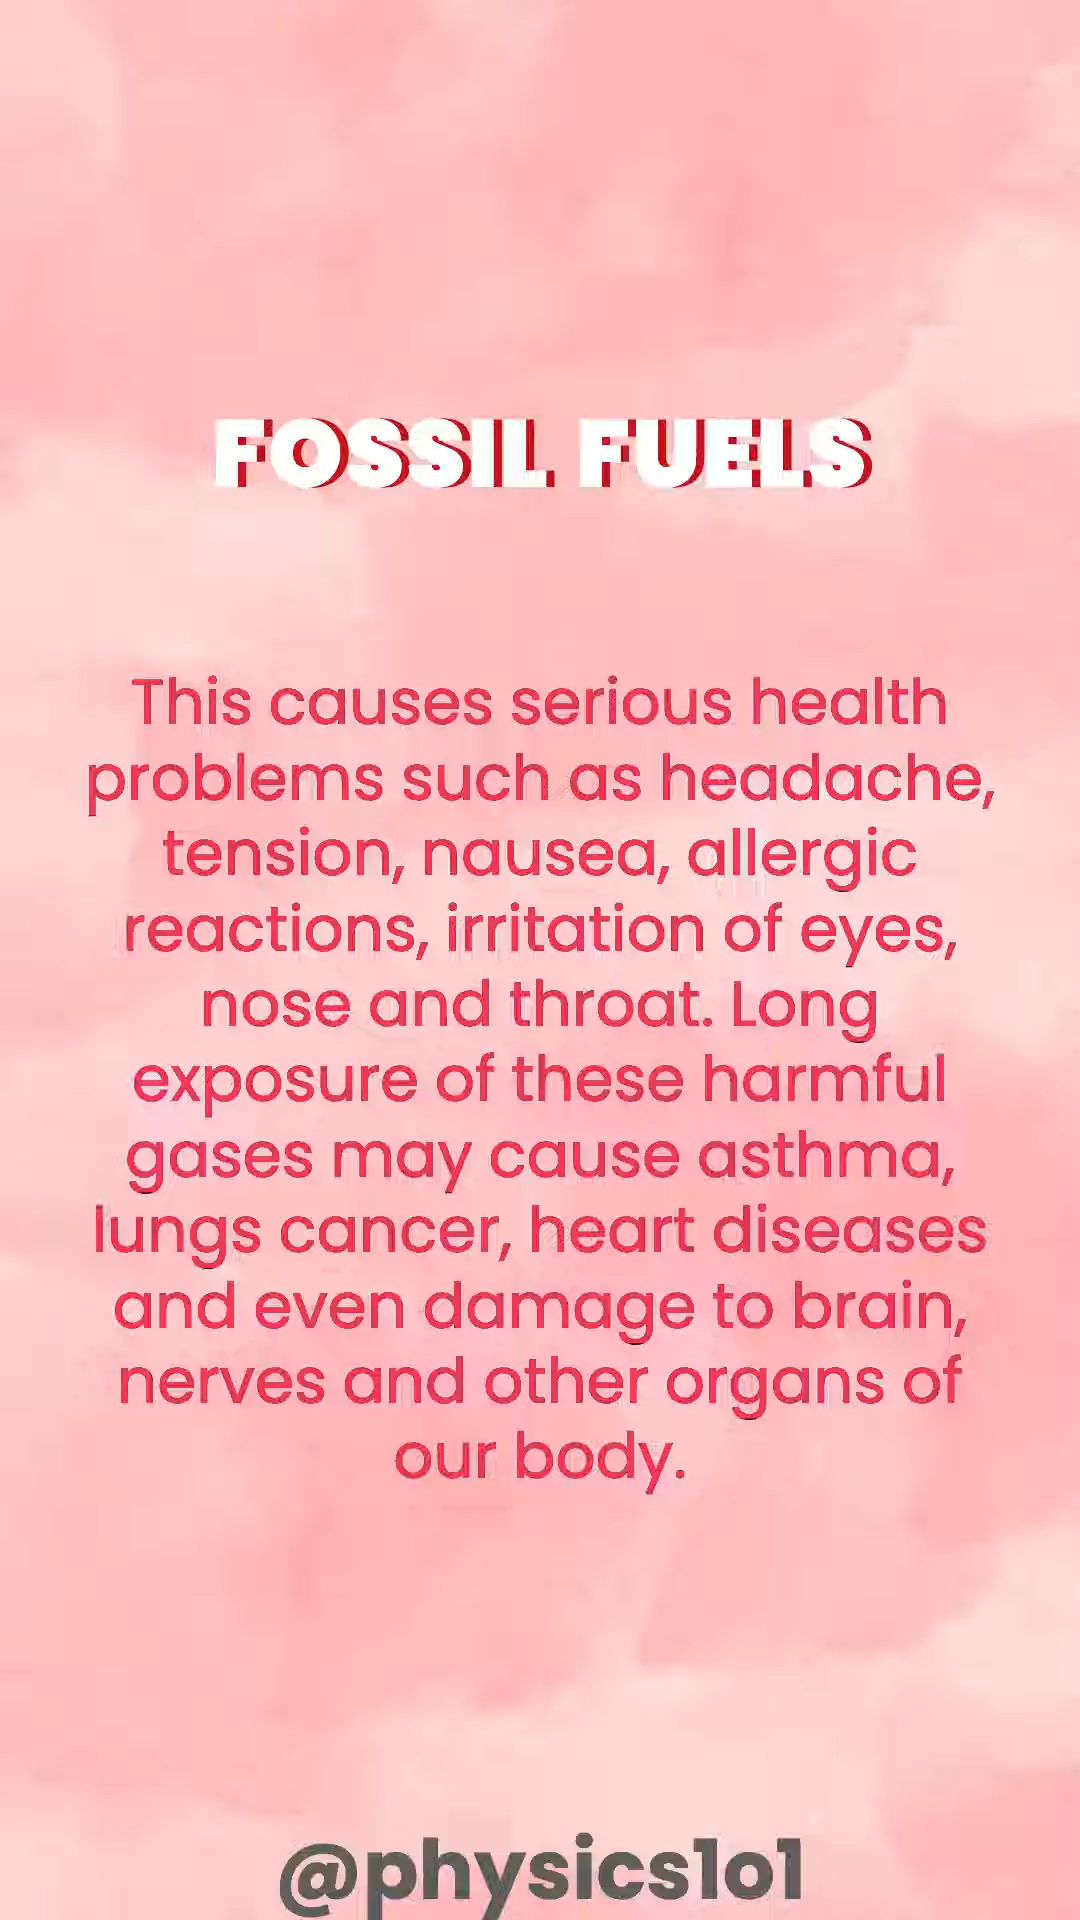 FOSSIL FUELS
This causes serious health
problems such as headache,
tension, nausea, allergic
reactions, irritation of eyes,
nose and throat. Long
exposure of these harmful
gases may cause asthma,
lungs cancer, heart diseases
and even damage to brain,
nerves and other organs of
our body.
@physics1o1